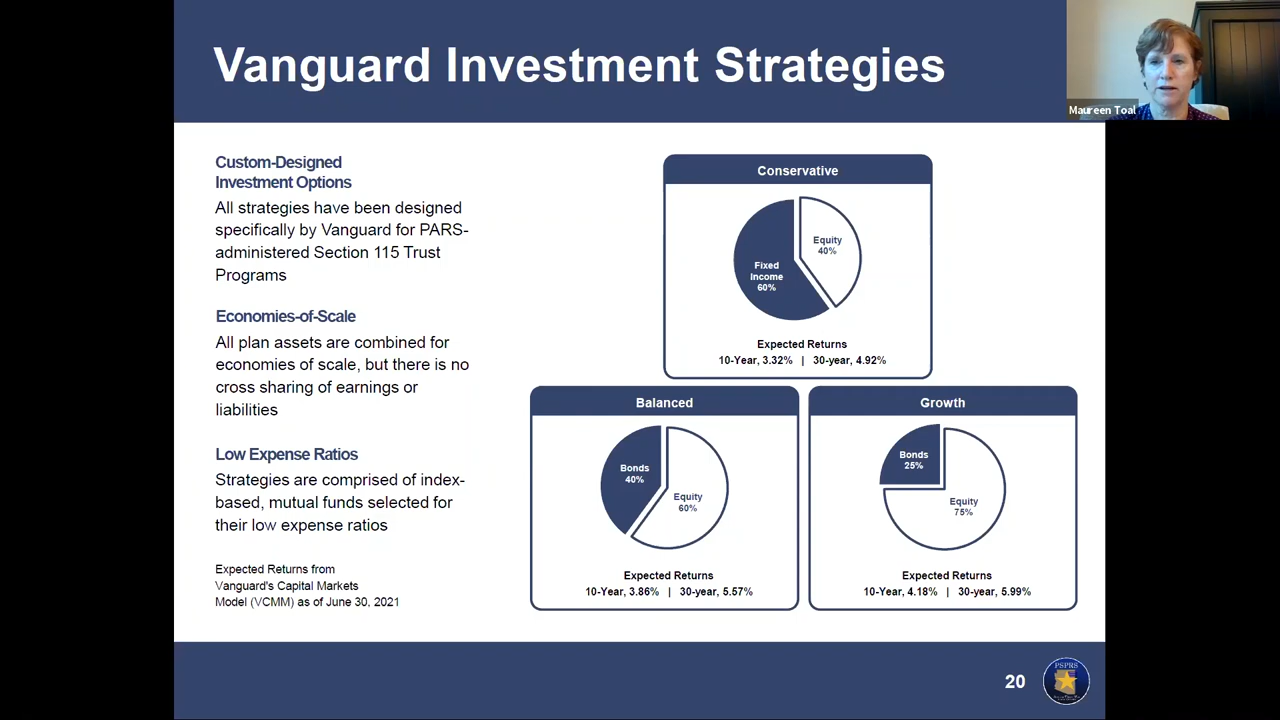 Vanguard Investment Strategies
Maureen Toal
Custom-Designed
Investment Options
All strategies have been designed
specifically by Vanguard for PARS-
administered Section 115 Trust
Programs
Economies-of-Scale
All plan assets are combined for
economies of scale, but there is no
cross sharing of earnings or
liabilities
Low Expense Ratios
Strategies are comprised of index-
based, mutual funds selected for
their low expense ratios
Expected Returns from
Vanguard's Capital Markets
Model (VCMM) as of June 30, 2021
Conservative
Equity
40%
Fixed
Income
60%
Expected Returns
10-Year, 3.32% | 30-year, 4.92%
Balanced
Bonds
40%
Equity
60%
Expected Returns
10-Year, 3.86% | 30-year, 5.57%
Growth
Bonds
25%
Equity
75%
Expected Returns
10-Year, 4.18% | 30-year, 5.99%
20
PSPRS